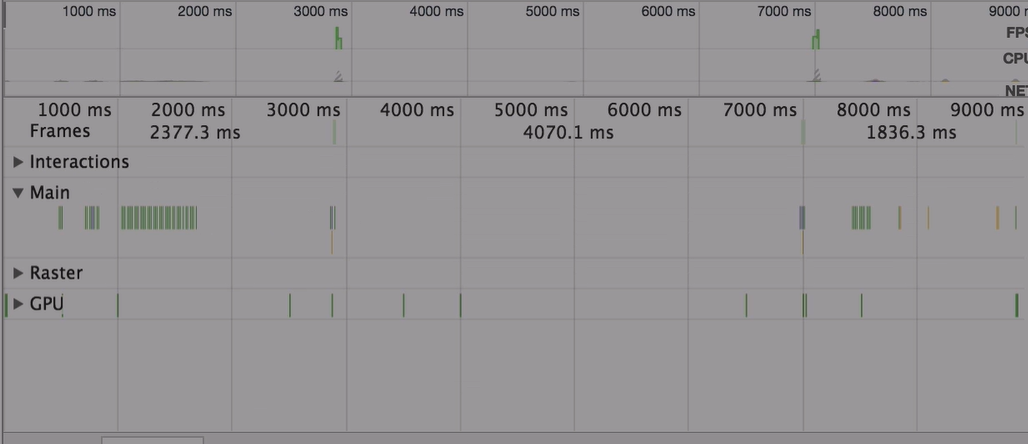 1000 ms 2000 ms 3000 ms 4000 ms 5000 ms 6000 ms 7000 ms 8000 ms 9000
FPS
CPU
NET
1000 ms 2000 ms 3000 ms 4000 ms 5000 ms 6000 ms 7000 ms 8000 ms 9000 ms
Frames 2377.3 ms 4070.1 ms 1836.3 ms
Interactions
Main
Raster
GPU